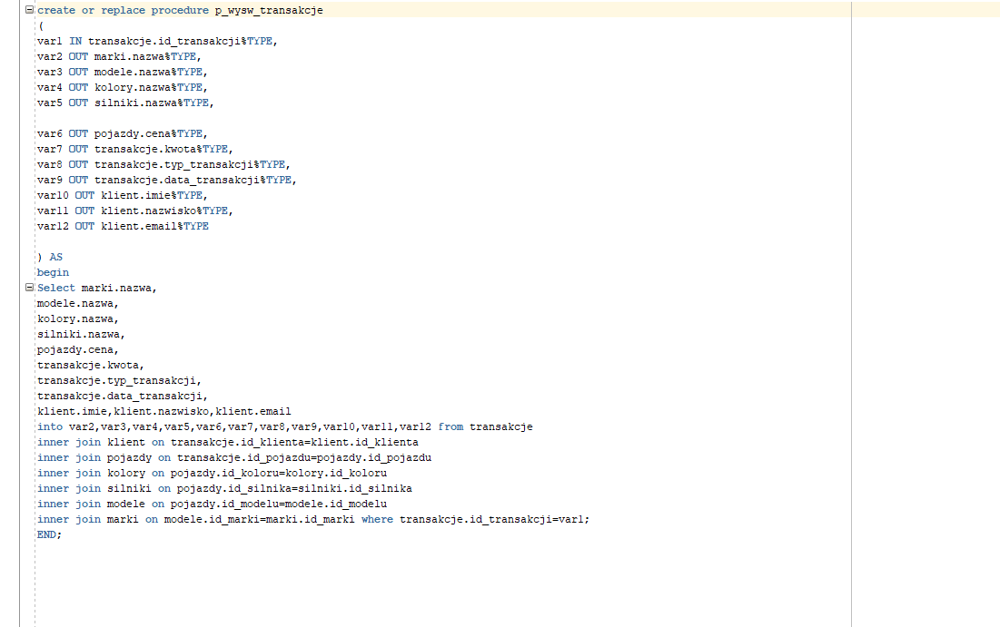 create or replace procedure p_wysw_transakcje
(
var1 IN transakcje.id_transakcji%TYPE,
var2 OUT marki.nazwa%TYPE,
var3 OUT modele.nazwa%TYPE,
var4 OUT kolory.nazwa%TYPE,
var5 OUT silniki.nazwa%TYPE,
var6 OUT pojazdy.cena%TYPE,
var7 OUT transakcje.kwota%TYPE,
var8 OUT transakcje.typ_transakcji%TYPE,
var9 OUT transakcje.data_transakcji%TYPE,
var10 OUT klient.imie%TYPE,
var11 OUT klient.nazwisko%TYPE,
var12 OUT klient.email%TYPE
) AS
begin
Select marki.nazwa,
modele.nazwa,
kolory.nazwa,
silniki.nazwa,
pojazdy.cena,
transakcje.kwota,
transakcje.typ_transakcji,
transakcje.data_transakcji,
klient.imie,klient.nazwisko,klient.email
into var2,var3,var4,var5,var6,var7,var8,var9,var10,var11,var12 from transakcje
inner join klient on transakcje.id_klienta=klient.id_klienta
inner join pojazdy on transakcje.id_pojazdu=pojazdy.id_pojazdu
inner join kolory on pojazdy.id_koloru=kolory.id_koloru
inner join silniki on pojazdy.id_silnika=silniki.id_silnika
inner join modele on pojazdy.id_modelu=modele.id_modelu
inner join marki on modele.id_marki=marki.id_marki where transakcje.id_transakcji=var1;
END;